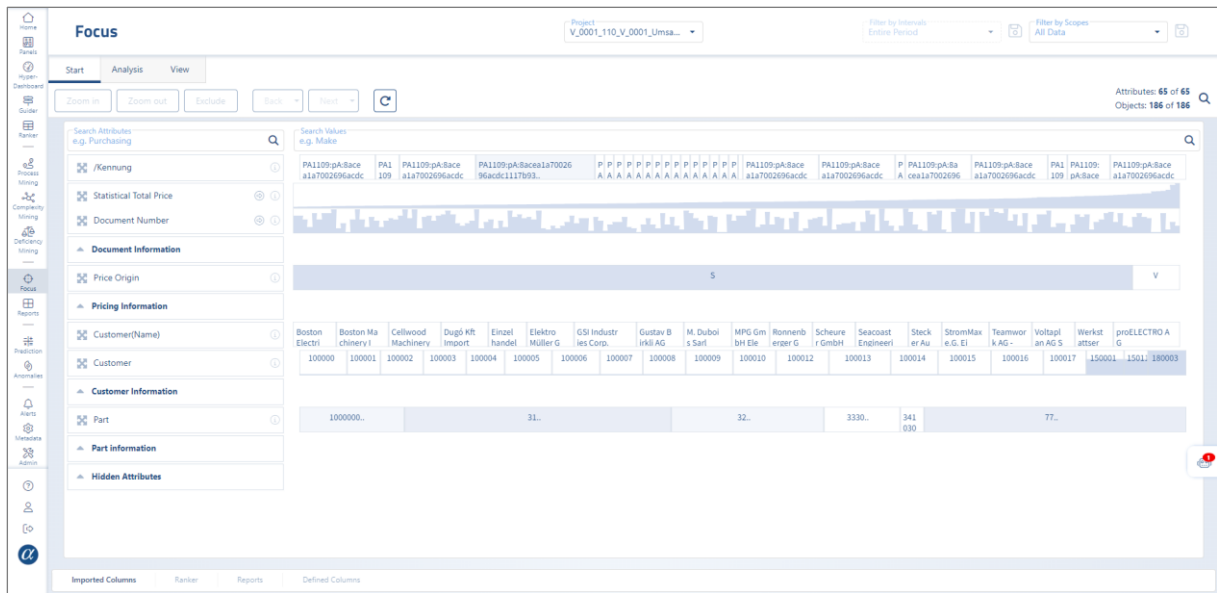 Home
Panels
Hyper-
Dashboard
Guider
Ranker
Process
Mining
Complexity
Mining
Deficiency
Mining
Focus
Reports
Prediction
Anomalies
Alerts
Metadata
Admin
Focus
Project
V_0001_110_V_0001_Umsa...
Filter by Intervals
Entire Period
Filter by Scopes
All Data
Start Analysis View
Zoom in Zoom out Exclude Back Next
Attributes: 65 of 65
Objects: 186 of 186
Search Attributes
e.g. Purchasing
Search Values
e.g. Make
/Kennung
PA1109:pA:8ace PA1 PA1109:pA:8ace PA1109:pA:8acea1a70026 P P P P P P P P P P P P P P P P PA1109:pA:8ace PA1109:pA:8ace P PA1109:pA:8a PA1109:pA:8ace PA1 PA1109: PA1109:pA:8ace
a1a7002696acdc 109 a1a7002696acdc 96acdc1117b93.. A A A A A A A A A A A A A A A A a1a7002696acdc a1a7002696acdc A cea1a7002696 a1a7002696acdc 109 pA:8ace a1a7002696acdc
Statistical Total Price
Document Number
Document Information
Price Origin
S V
Pricing Information
Customer(Name)
Boston Boston Ma Cellwood Dugó Kft Einzel Elektro GSI Industr Gustav B M. Duboi MPG Gm Ronnenb Scheure Seacoast Steck StromMax Teamwor Voltapl Werkst proELECTRO A
Electri chinery I Machinery Import handel Müller G ies Corp. irkli AG s Sarl bH Ele erger G r GmbH Engineeri er Au e.G. Ei k AG - an AG S attser G
Customer
100000 100001 100002 100003 100004 100005 100006 100007 100008 100009 100010 100012 100013 100014 100015 100016 100017 150001 1501: 180003
Customer Information
Part
1000000.. 31.. 32.. 3330.. 341 77..
030
Part information
Hidden Attributes
1
α
Imported Columns Ranker Reports Defined Columns